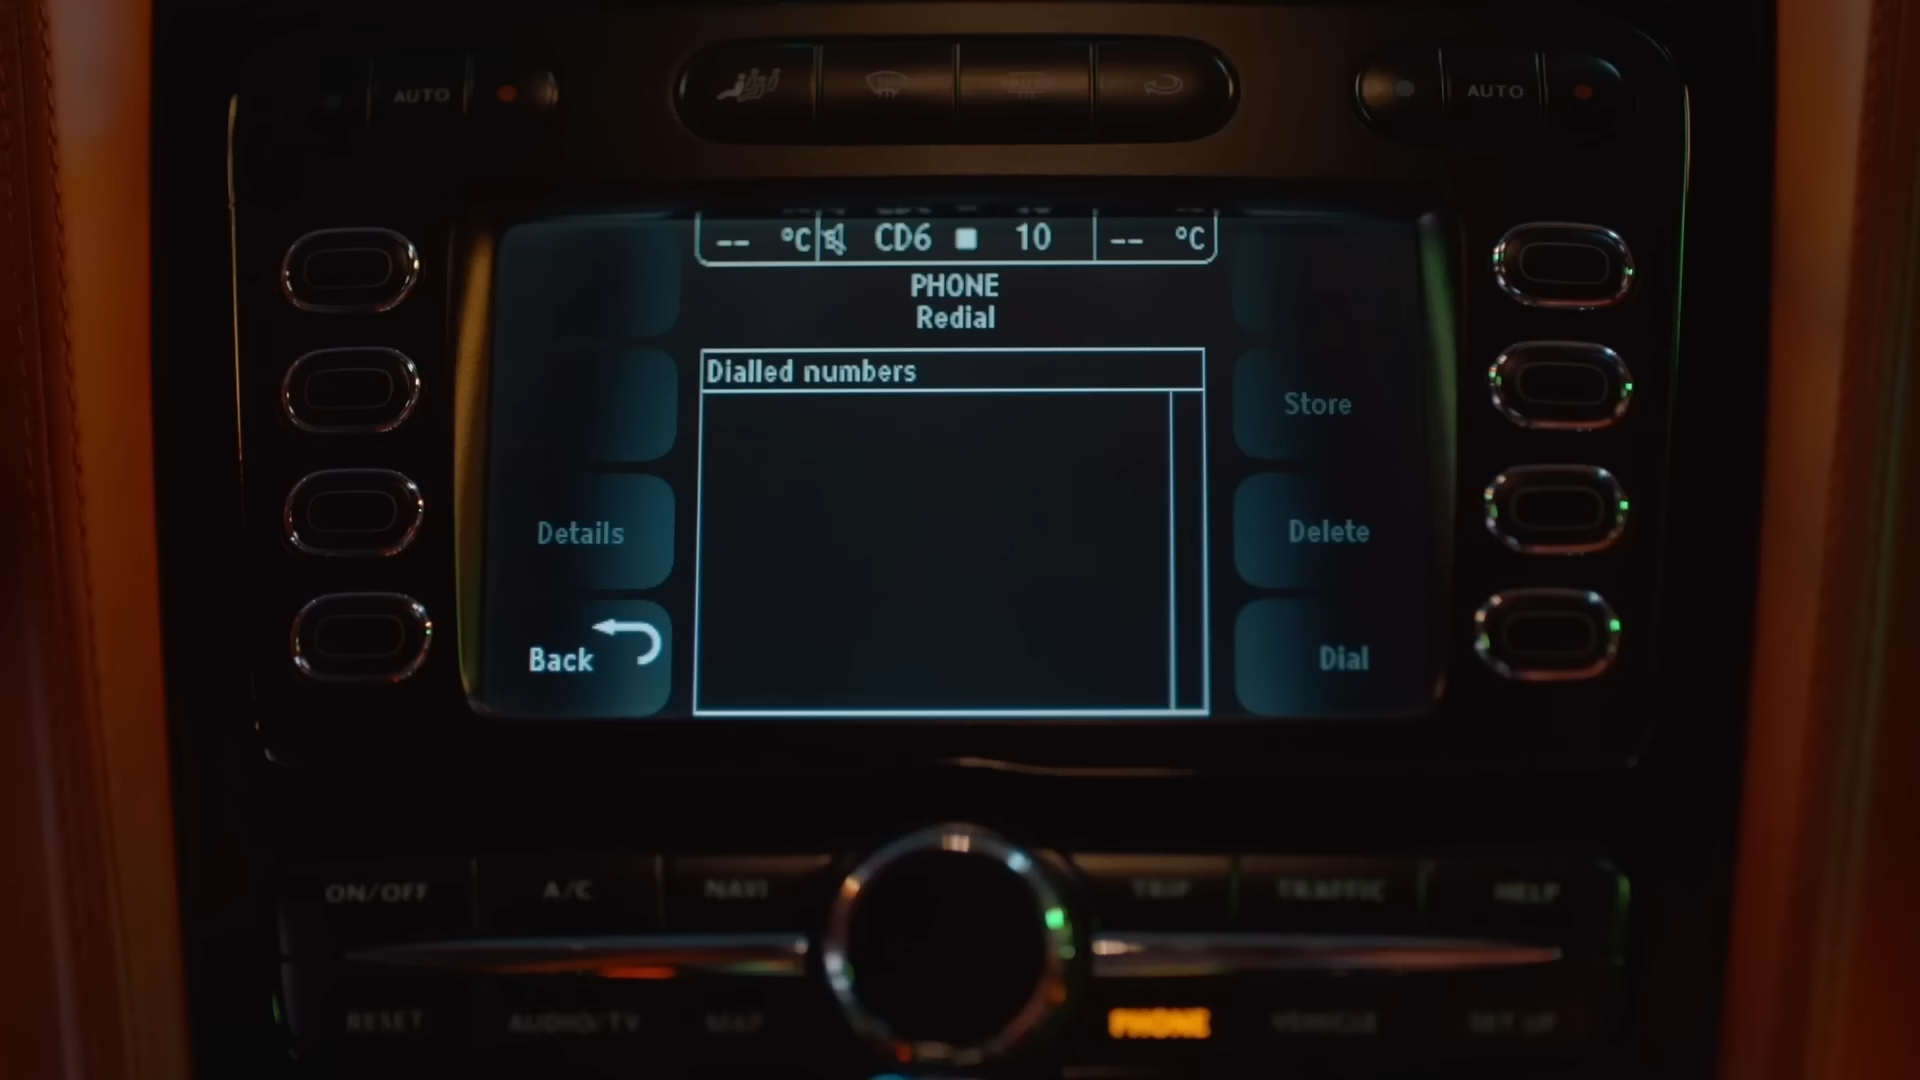 AUTO
AUTO
-- °C CD6 10 -- °C
PHONE
Redial
Dialled numbers
Store
Details
Delete
Back
Dial
ON/OFF A/C NAVI TRIP TRAFFIC HELP
RESET AUDIO/TV MAP PHONE VEHICLE SET UP